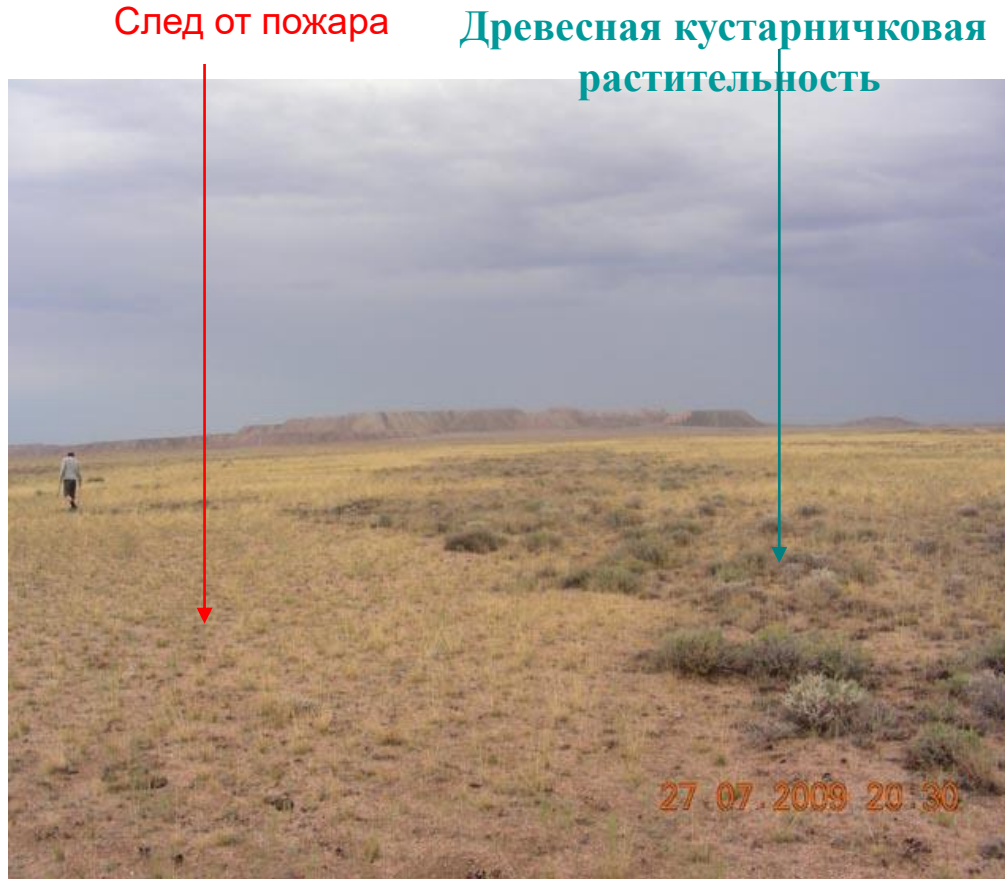 След от пожара
Древесная кустарничковая
растительность
27 07 2009 20 30